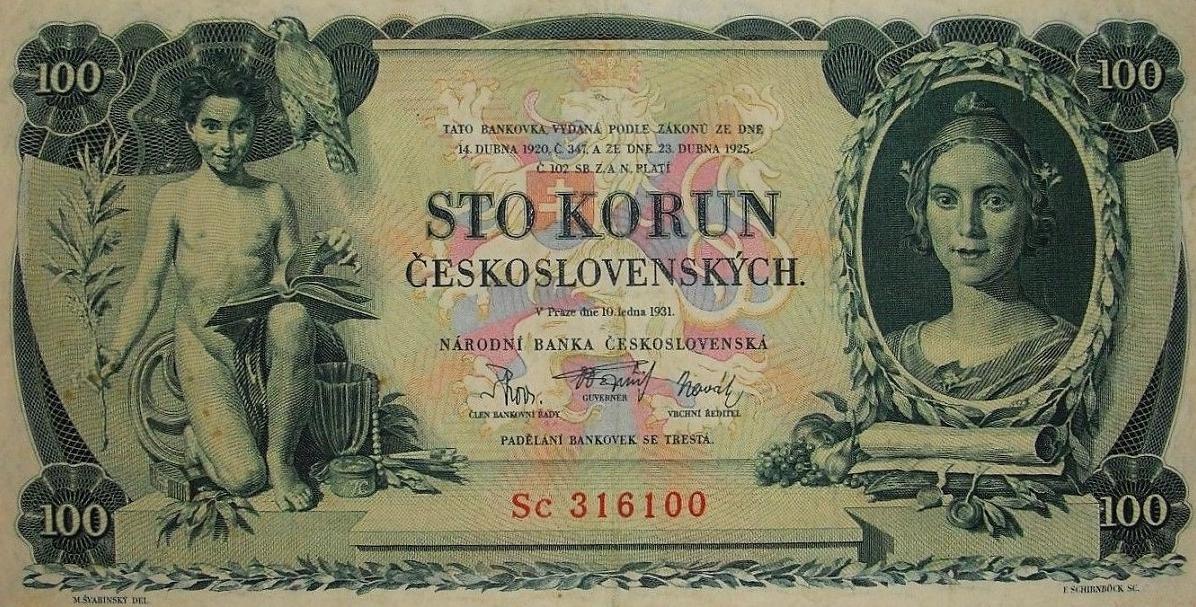 100
100
TATO BANKOVKA, VYDANÁ PODLE ZÁKONŮ ZE DNE
14. DUBNA 1920, Č. 347, A ZE DNE 23. DUBNA 1925,
Č. 102 SB. Z. A N. PLATÍ
STO KORUN
ČESKOSLOVENSKÝCH.
V Praze dne 10. ledna 1931.
NÁRODNÍ BANKA ČESKOSLOVENSKÁ
Novák
ČLEN BANKOVNÍ RADY
GUVERNÉR
VRCHNÍ ŘEDITEL
PADĚLÁNÍ BANKOVEK SE TRESTÁ.
Sc 316100
100
100
M. ŠVABINSKÝ DEL.
F. SCHIRNBÖCK SC.